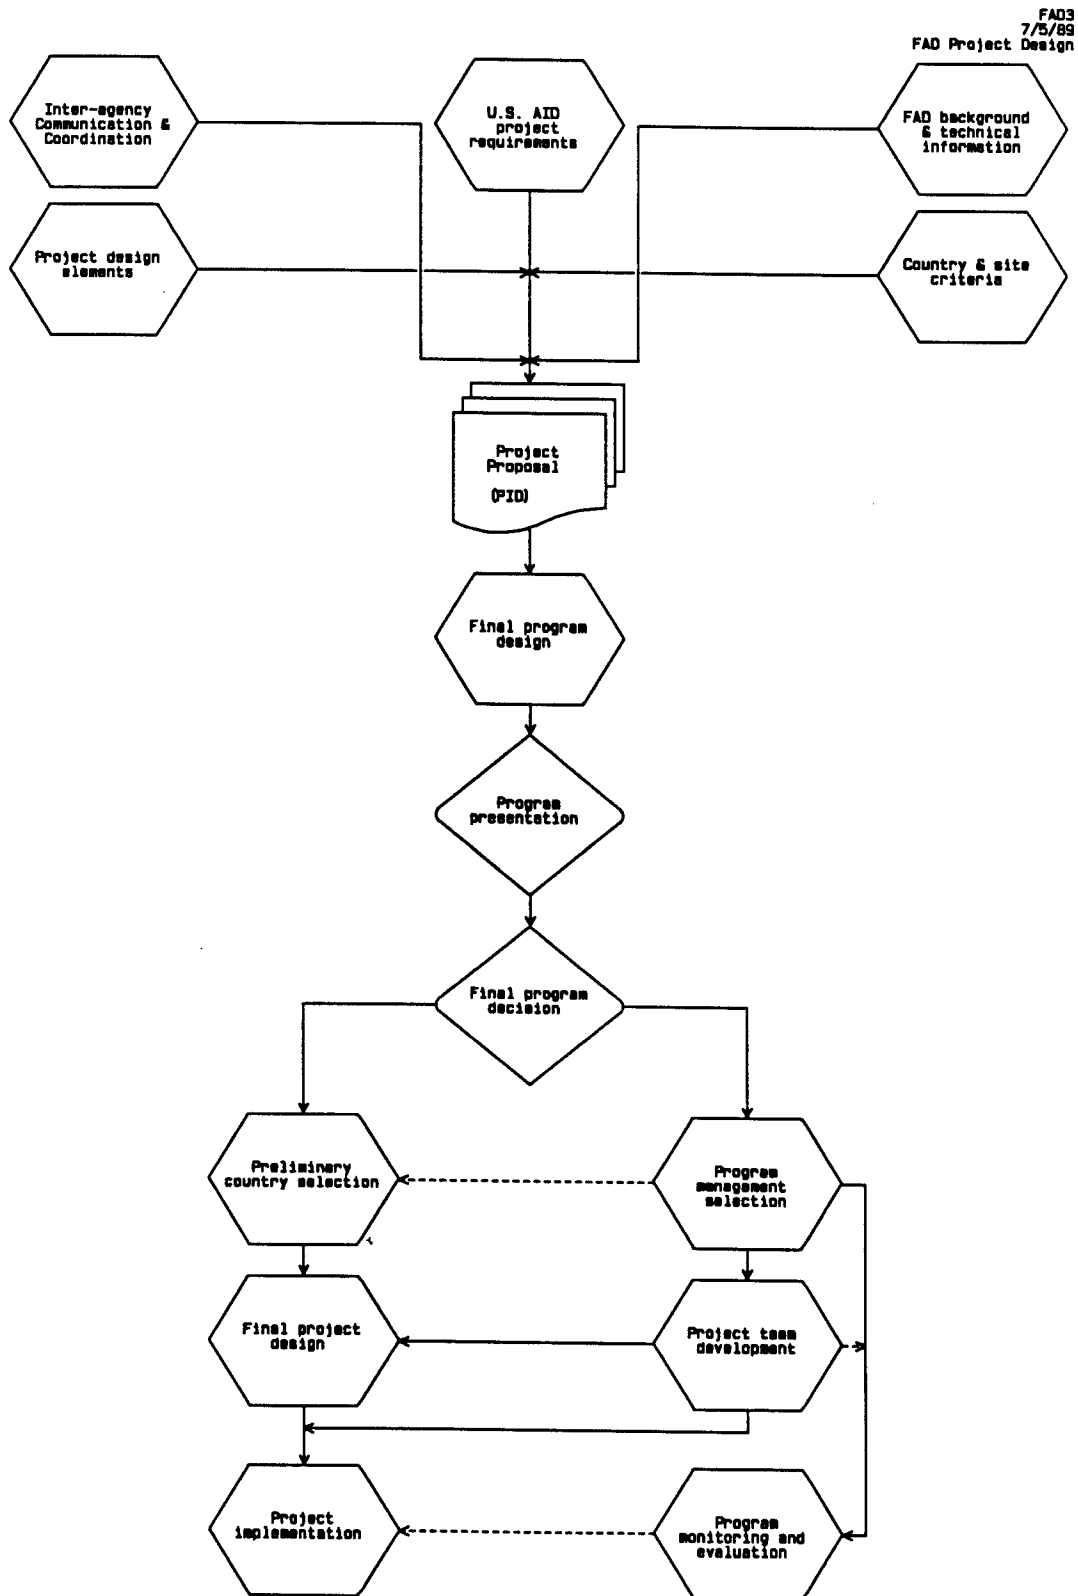 FAD3
7/5/89
FAD Project Design
Inter-agency
Communication &
Coordination
U.S. AID
project
requirements
FAD background
& technical
information
Project design
elements
Country & site
criteria
Project
Proposal
(PID)
Final program
design
Program
presentation
Final program
decision
Preliminary
country selection
Program
management
selection
Final project
design
Project team
development
Project
implementation
Program
monitoring and
evaluation